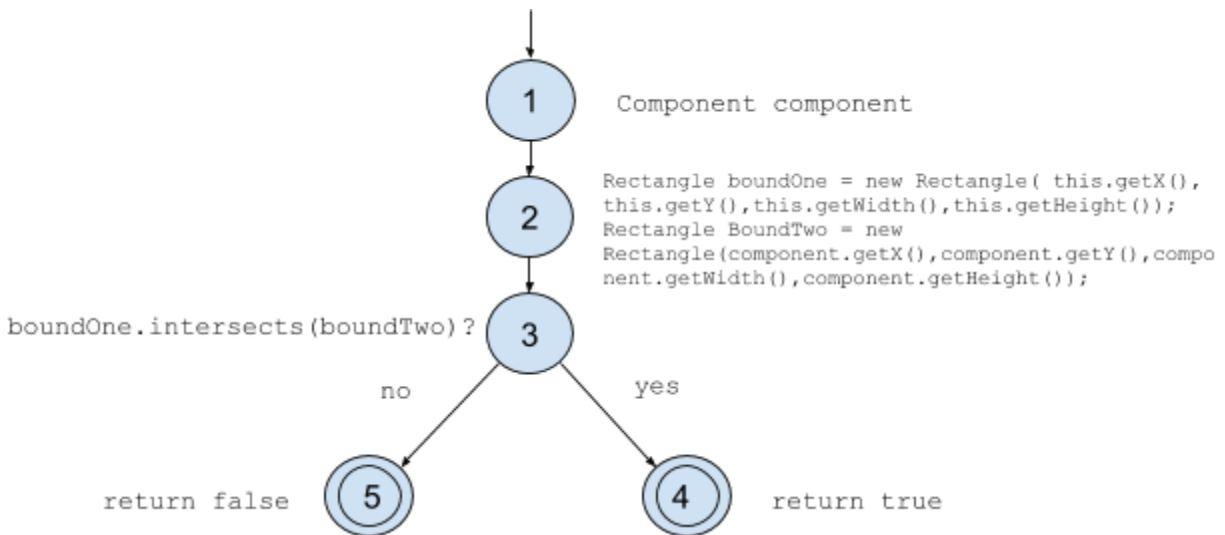 1
Component component
2
Rectangle boundOne = new Rectangle( this.getX(),
this.getY(),this.getWidth(),this.getHeight());
Rectangle BoundTwo = new
Rectangle(component.getX(),component.getY(),compo
nent.getWidth(),component.getHeight());
boundOne.intersects(boundTwo)?
3
no
yes
return false
5
4
return true